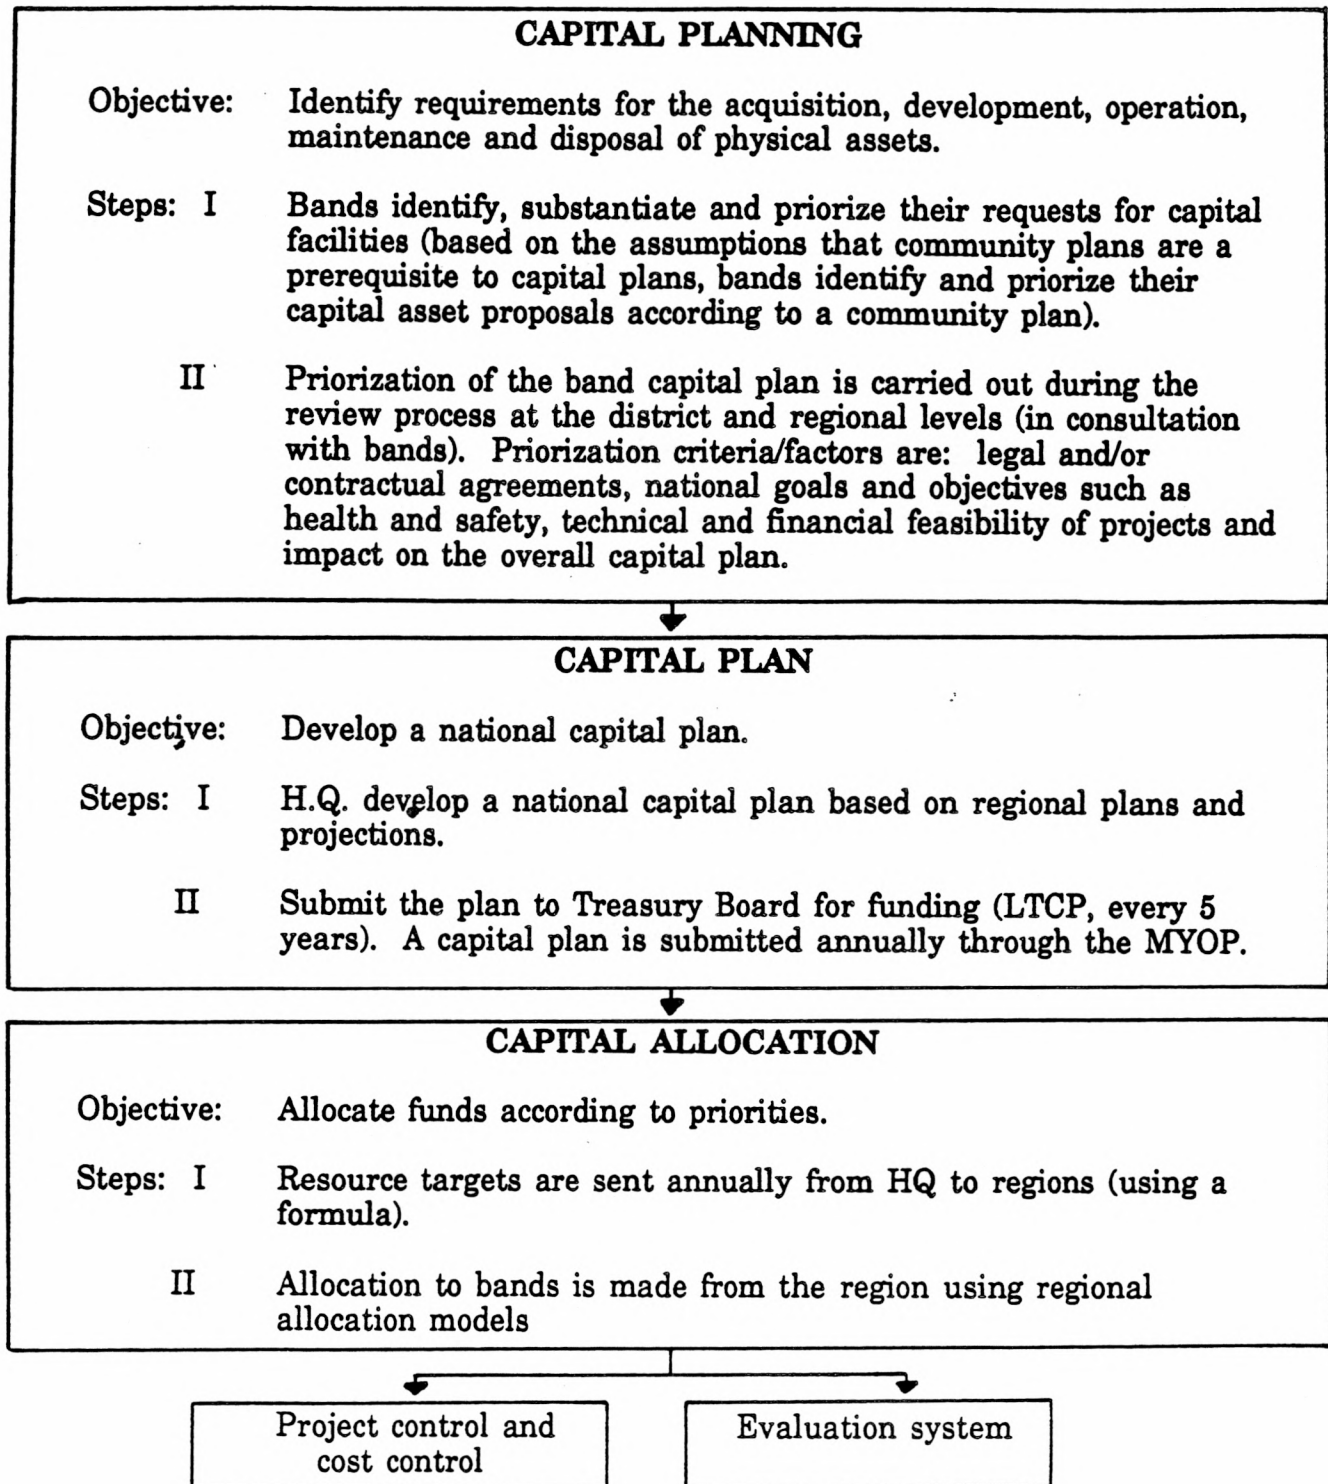 CAPITAL PLANNING
Objective: Identify requirements for the acquisition, development, operation,
maintenance and disposal of physical assets.
Steps: I Bands identify, substantiate and priorize their requests for capital
facilities (based on the assumptions that community plans are a
prerequisite to capital plans, bands identify and priorize their
capital asset proposals according to a community plan).
II Priorization of the band capital plan is carried out during the
review process at the district and regional levels (in consultation
with bands). Priorization criteria/factors are: legal and/or
contractual agreements, national goals and objectives such as
health and safety, technical and financial feasibility of projects and
impact on the overall capital plan.
CAPITAL PLAN
Objective: Develop a national capital plan.
Steps: I H.Q. develop a national capital plan based on regional plans and
projections.
II Submit the plan to Treasury Board for funding (LTCP, every 5
years). A capital plan is submitted annually through the MYOP.
CAPITAL ALLOCATION
Objective: Allocate funds according to priorities.
Steps: I Resource targets are sent annually from HQ to regions (using a
formula).
II Allocation to bands is made from the region using regional
allocation models
Project control and
cost control
Evaluation system